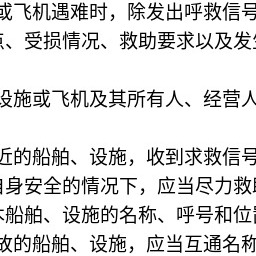 或飞机遇难时，除发出呼救信号
点、受损情况、救助要求以及发生
设施或飞机及其所有人、经营人
近的船舶、设施，收到求救信号
自身安全的情况下，应当尽力救助
本船舶、设施的名称、呼号和位置
故的船舶、设施，应当互通名称